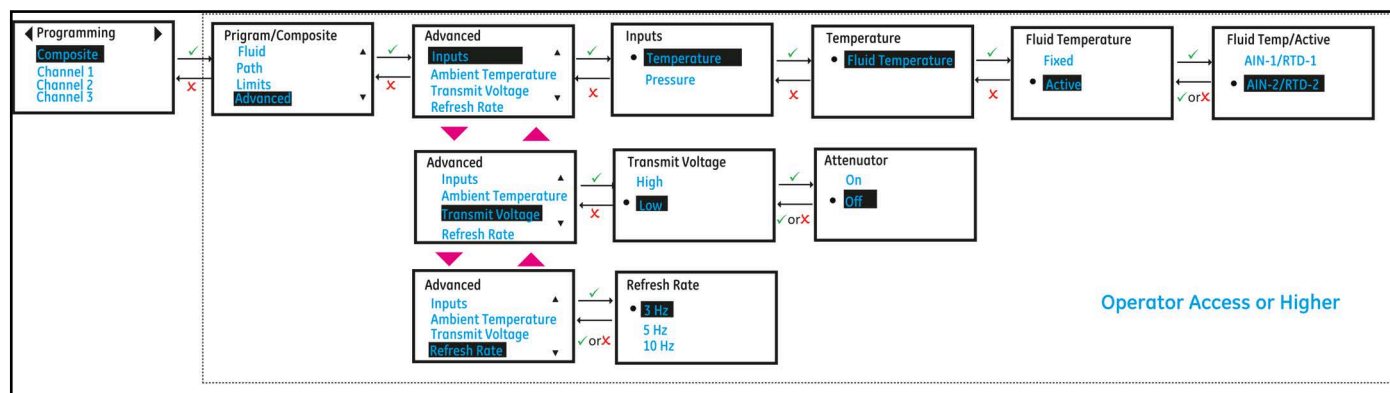 Programming
Composite
Channel 1
Channel 2
Channel 3
Prigram/Composite
Fluid
Path
Limits
Advanced
Advanced
Inputs
Ambient Temperature
Transmit Voltage
Refresh Rate
Inputs
Temperature
Pressure
Temperature
Fluid Temperature
Fluid Temperature
Fixed
Active
Fluid Temp/Active
AIN-1/RTD-1
AIN-2/RTD-2
✓orX
Advanced
Inputs
Ambient Temperature
Transmit Voltage
Refresh Rate
Transmit Voltage
High
Low
Attenuator
On
Off
✓orX
Advanced
Inputs
Ambient Temperature
Transmit Voltage
Refresh Rate
✓orX
Refresh Rate
3 Hz
5 Hz
10 Hz
Operator Access or Higher